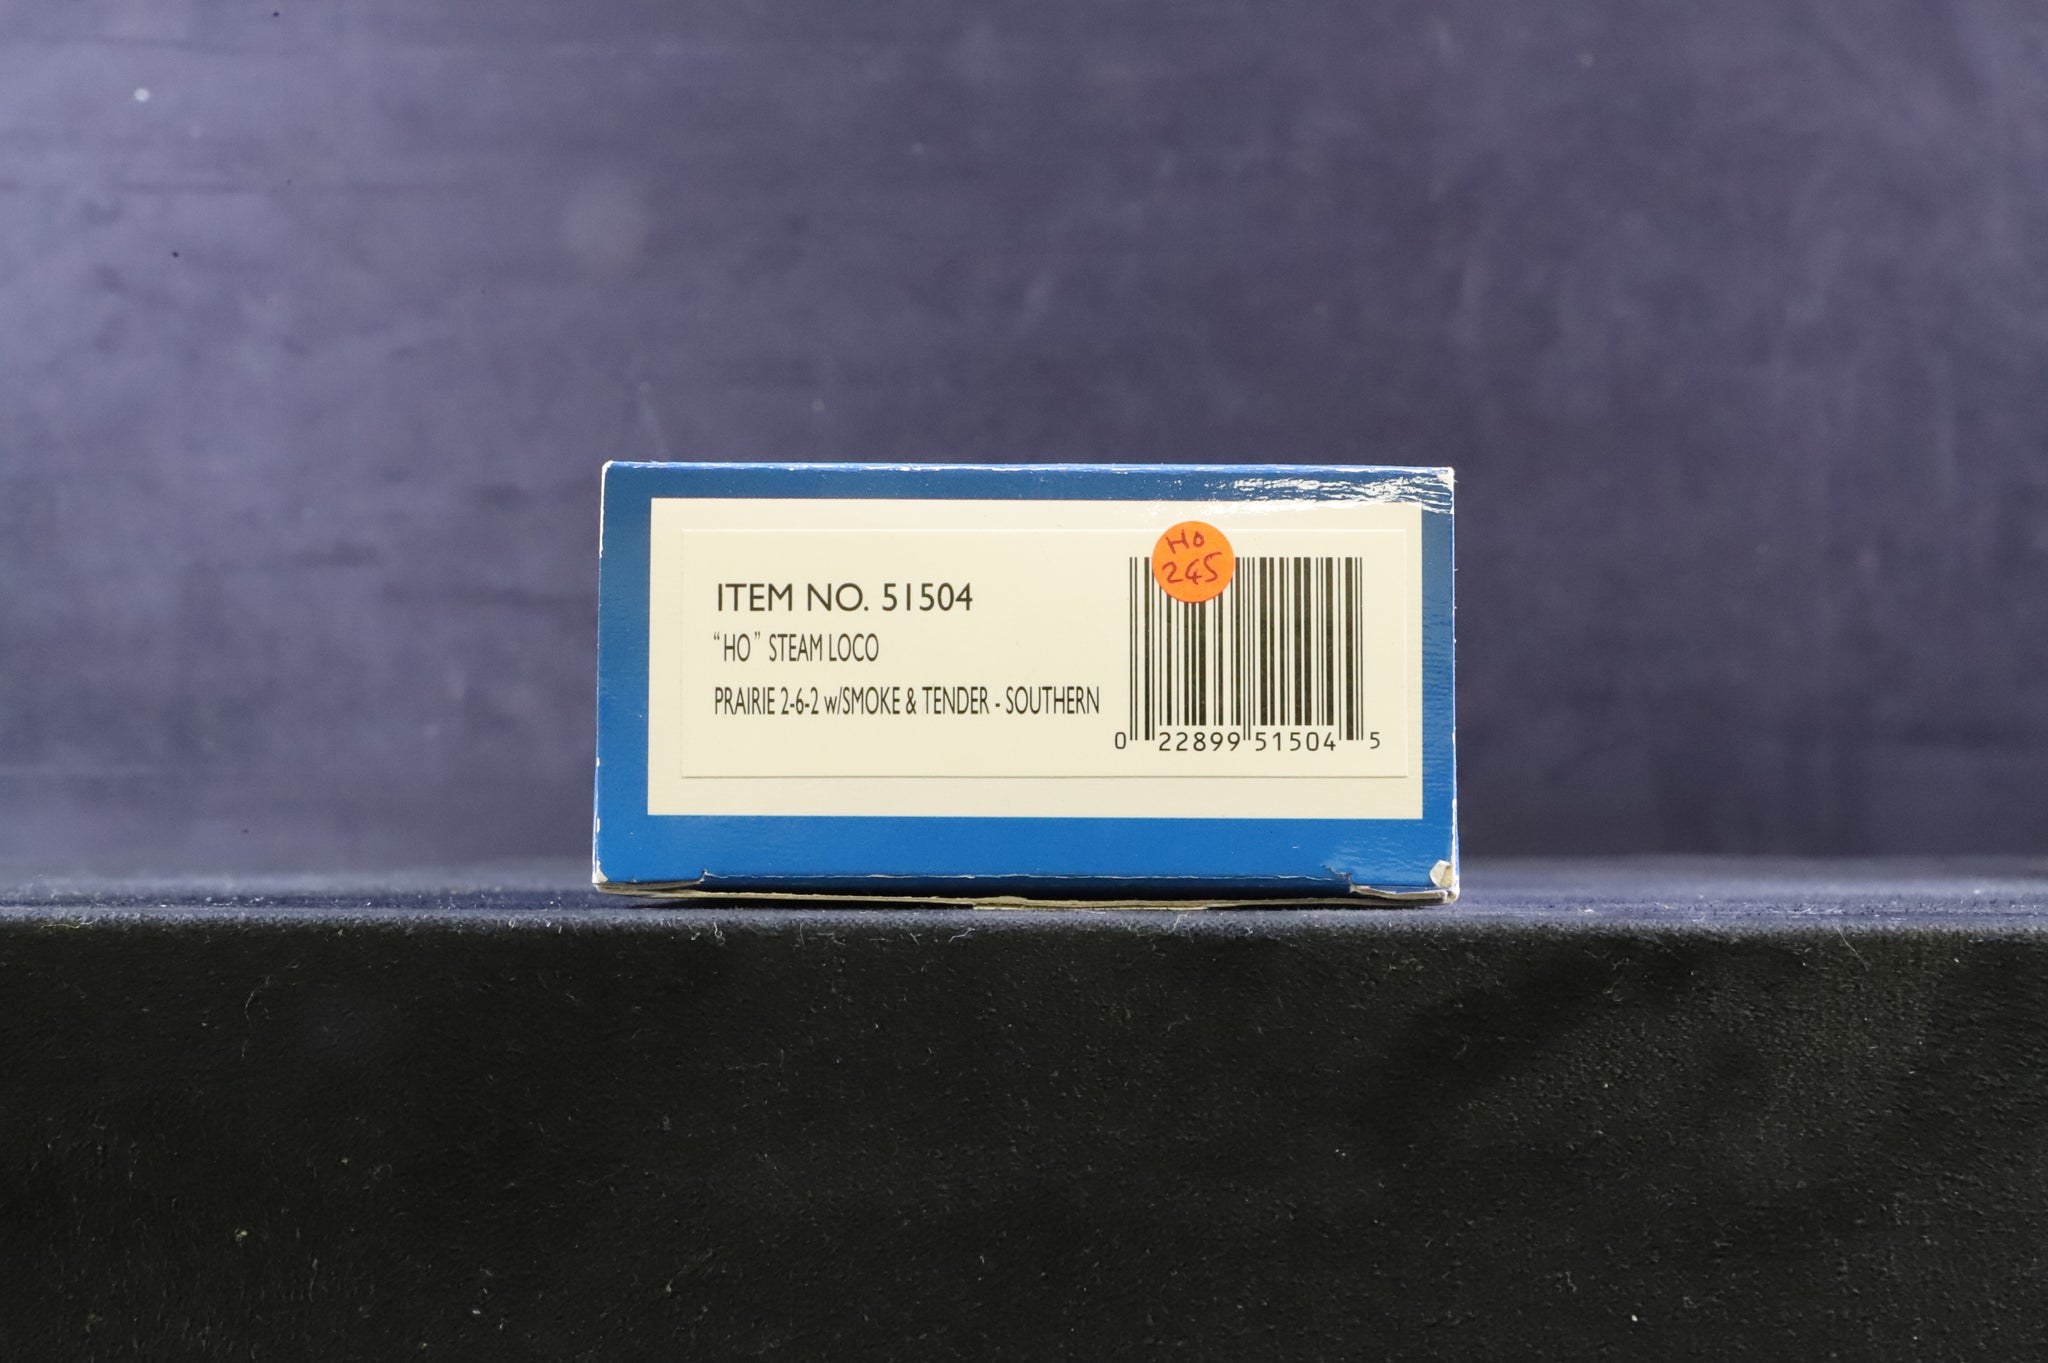 HO
245
ITEM NO. 51504
“HO” STEAM LOCO
PRAIRIE 2-6-2 w/SMOKE & TENDER - SOUTHERN
0 22899 51504 5